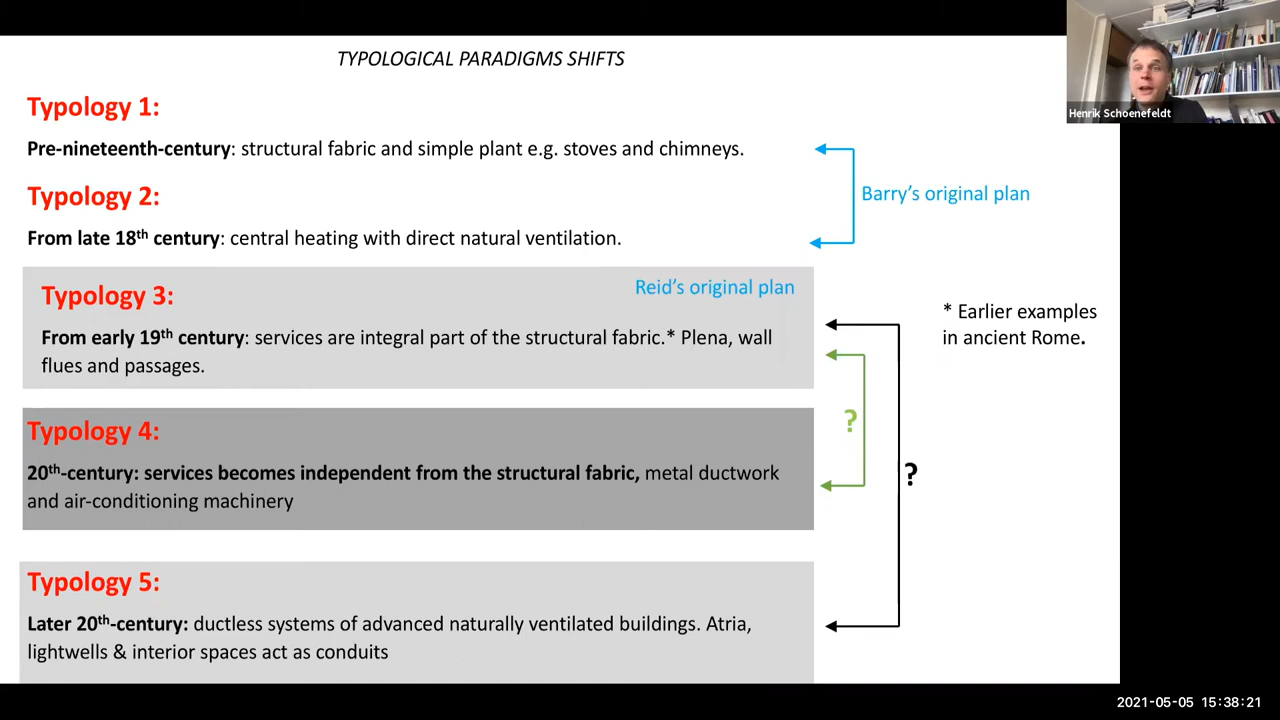 TYPOLOGICAL PARADIGMS SHIFTS
Henrik Schoenefeldt
Typology 1:
Pre-nineteenth-century: structural fabric and simple plant e.g. stoves and chimneys.
Typology 2:
Barry's original plan
From late 18th century: central heating with direct natural ventilation.
Reid's original plan
Typology 3:
From early 19th century: services are integral part of the structural fabric.* Plena, wall
flues and passages.
* Earlier examples
in ancient Rome.
Typology 4:
?
20th-century: services becomes independent from the structural fabric, metal ductwork
and air-conditioning machinery
?
Typology 5:
Later 20th-century: ductless systems of advanced naturally ventilated buildings. Atria,
lightwells & interior spaces act as conduits
2021-05-05 15:38:21